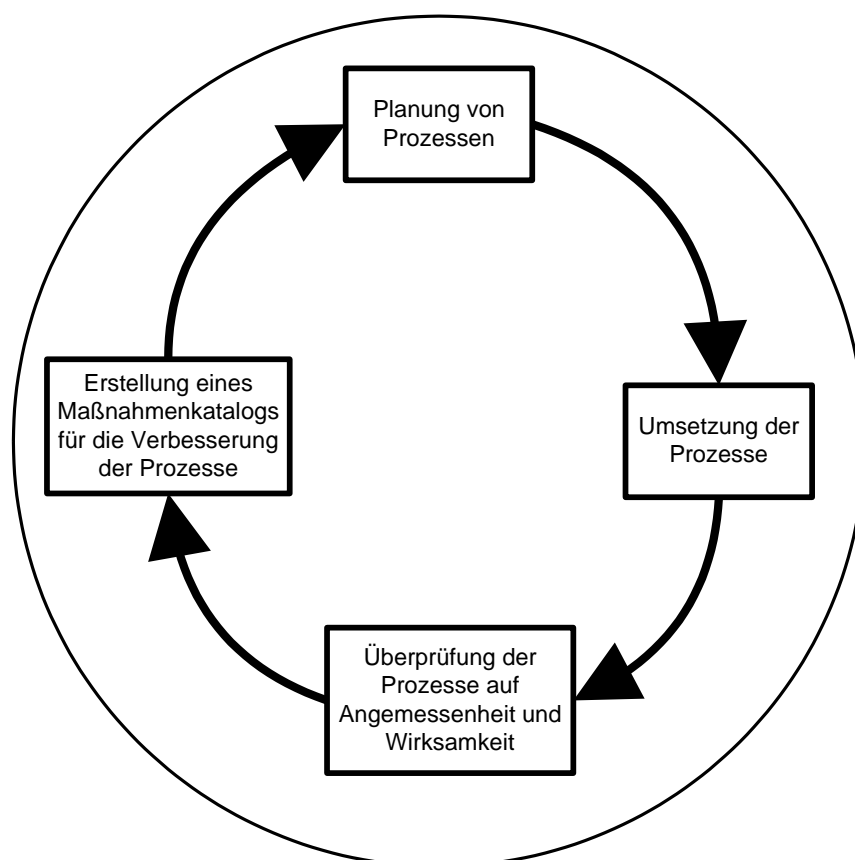 Planung von
Prozessen
Umsetzung der
Prozesse
Überprüfung der
Prozesse auf
Angemessenheit und
Wirksamkeit
Erstellung eines
Maßnahmenkatalogs
für die Verbesserung
der Prozesse